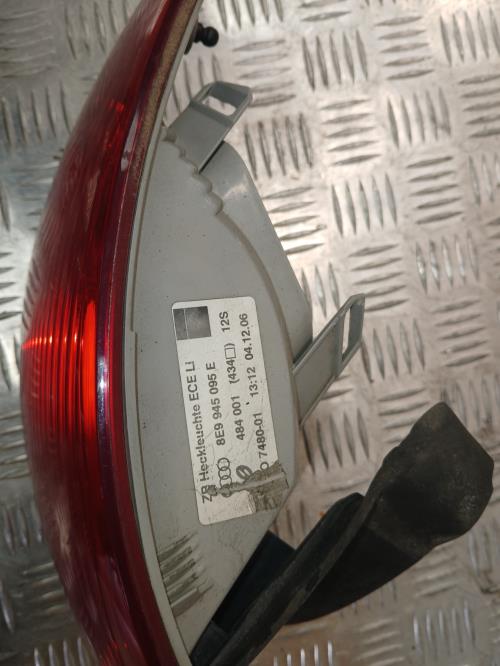 ZB Heckleuchte ECE LI
8E9 945 095 E
484 001 (434□) 12S
7480-01 13:12 04.12.06